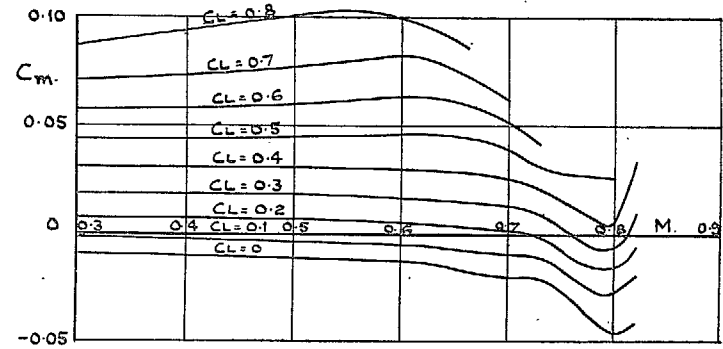 0.10
CL = 0.8
Cm.
CL = 0.7
CL = 0.6
0.05
CL = 0.5
CL = 0.4
CL = 0.3
CL = 0.2
0 0.3 0.4 CL = 0.1 0.5 0.6 0.7 0.8 M. 0.9
CL = 0
-0.05